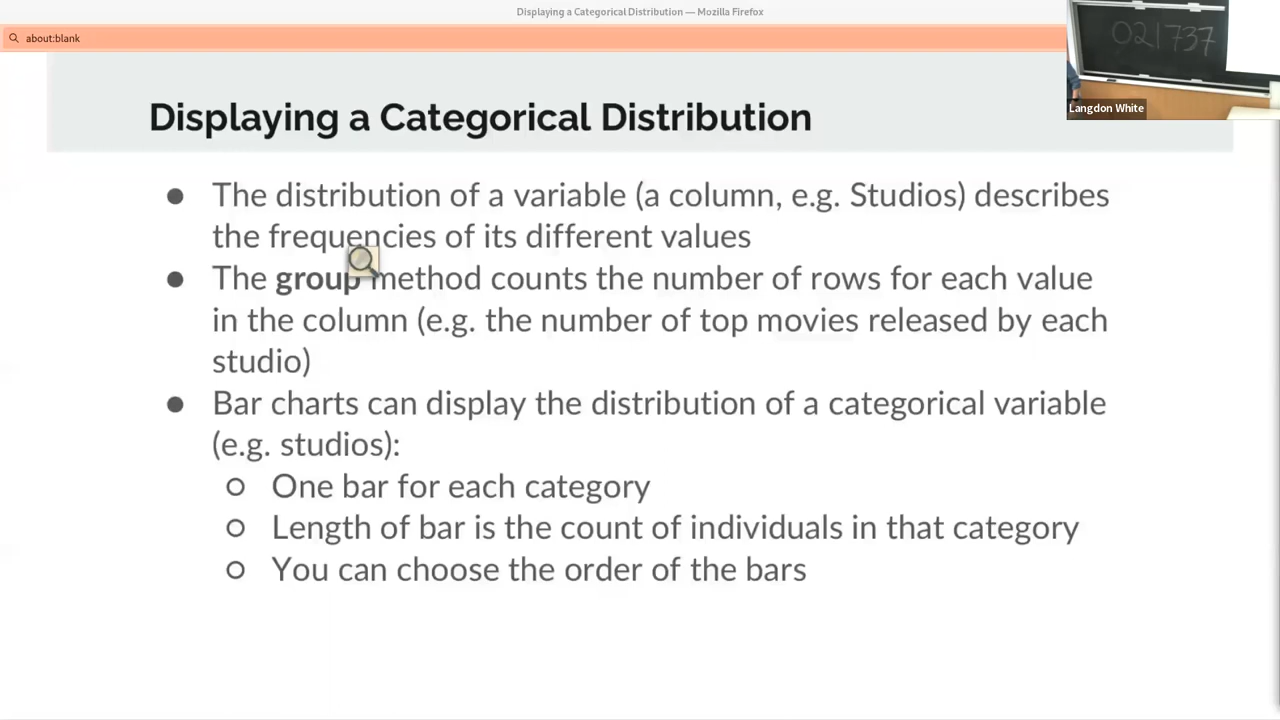 Displaying a Categorical Distribution — Mozilla Firefox
about:blank
021737
Langdon White
Displaying a Categorical Distribution
● The distribution of a variable (a column, e.g. Studios) describes
the frequencies of its different values
● The group method counts the number of rows for each value
in the column (e.g. the number of top movies released by each
studio)
● Bar charts can display the distribution of a categorical variable
(e.g. studios):
○ One bar for each category
○ Length of bar is the count of individuals in that category
○ You can choose the order of the bars